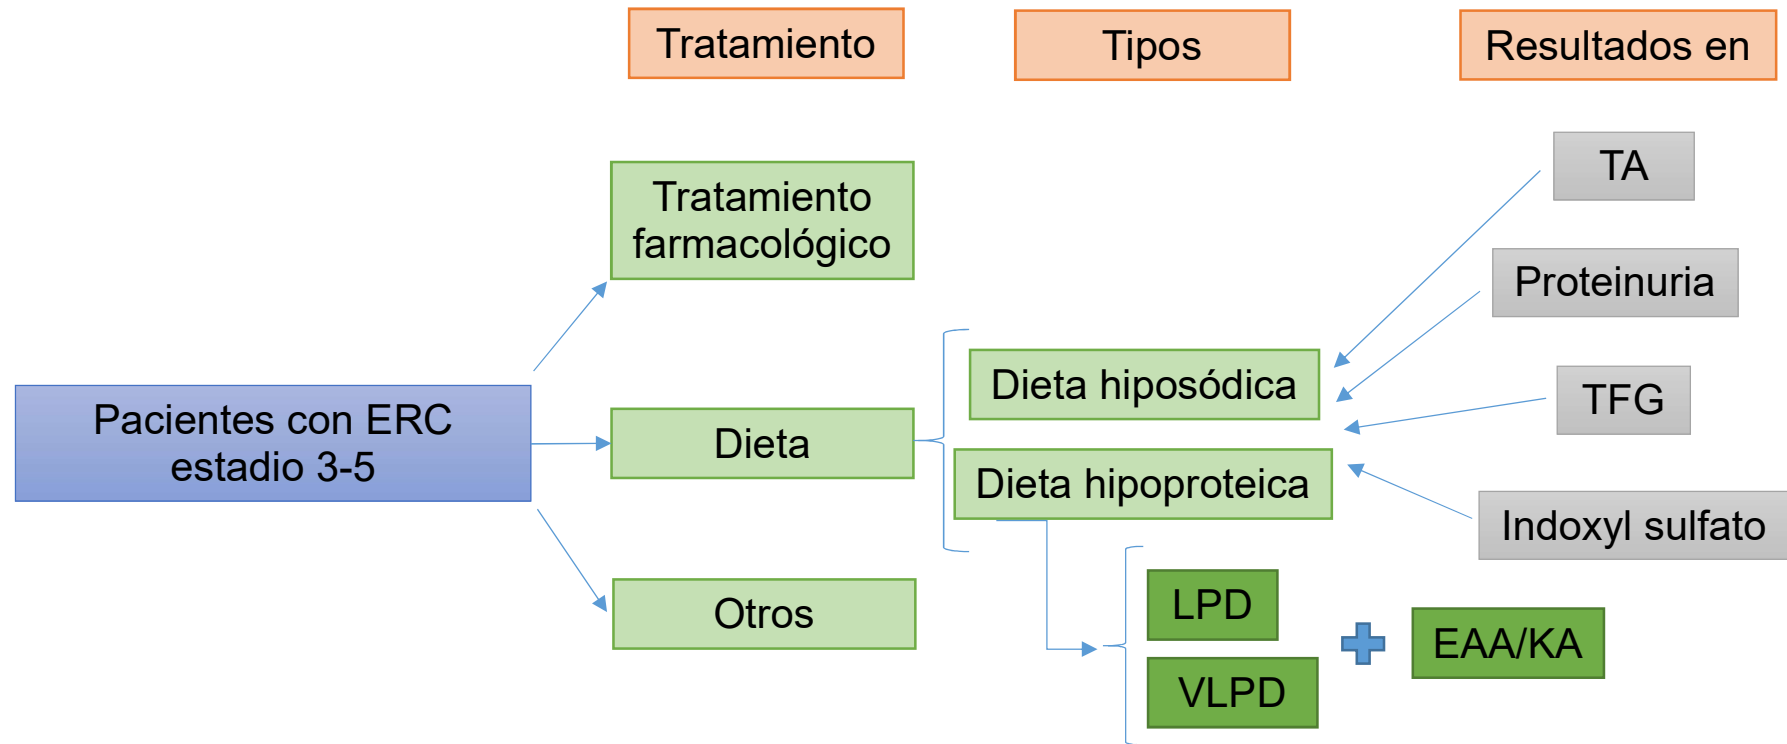 Tratamiento
Tipos
Resultados en
Tratamiento
farmacológico
Pacientes con ERC
estadio 3-5
Dieta
Otros
Dieta hiposódica
Dieta hipoproteica
LPD
VLPD
EAA/KA
TA
Proteinuria
TFG
Indoxyl sulfato